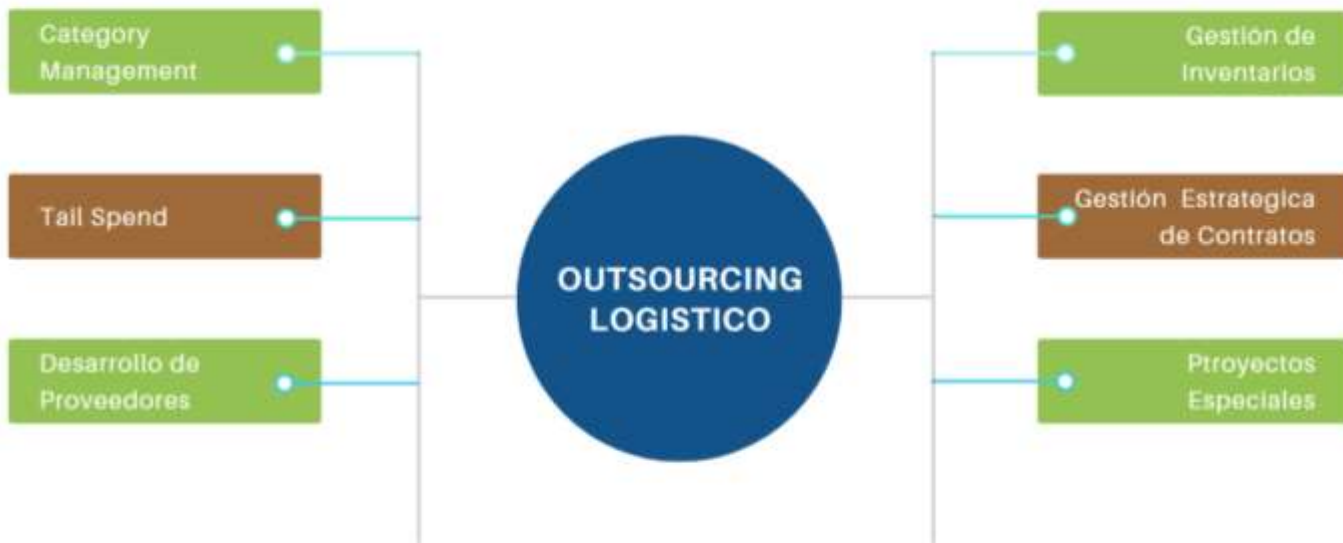 Category
Management
Tail Spend
Desarrollo de
Proveedores
OUTSOURCING
LOGISTICO
Gestión de
Inventarios
Gestión Estrategica
de Contratos
Ptroyectos
Especiales